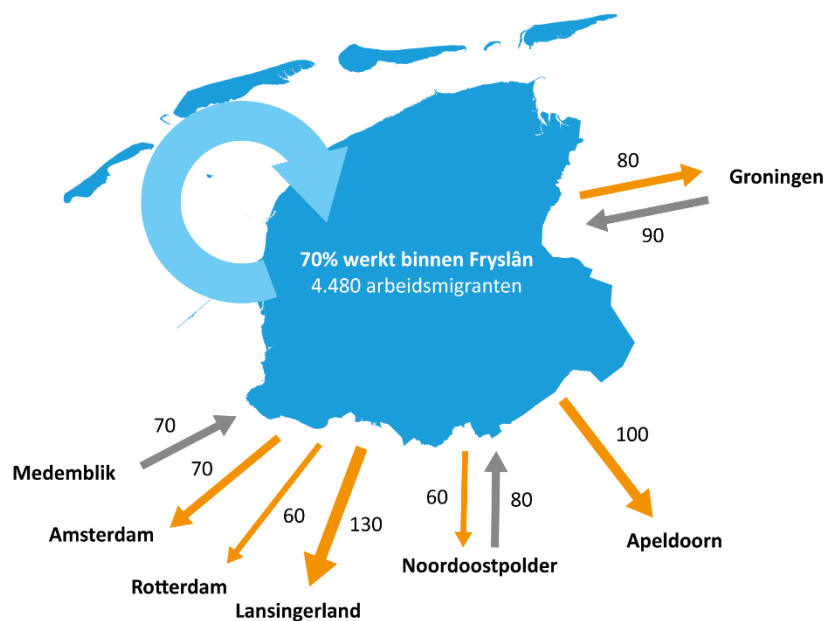 80
Groningen
90
70% werkt binnen Fryslân
4.480 arbeidsmigranten
70
Medemblik
70
Amsterdam
60
Rotterdam
130
Lansingerland
60
80
Noordoostpolder
100
Apeldoorn